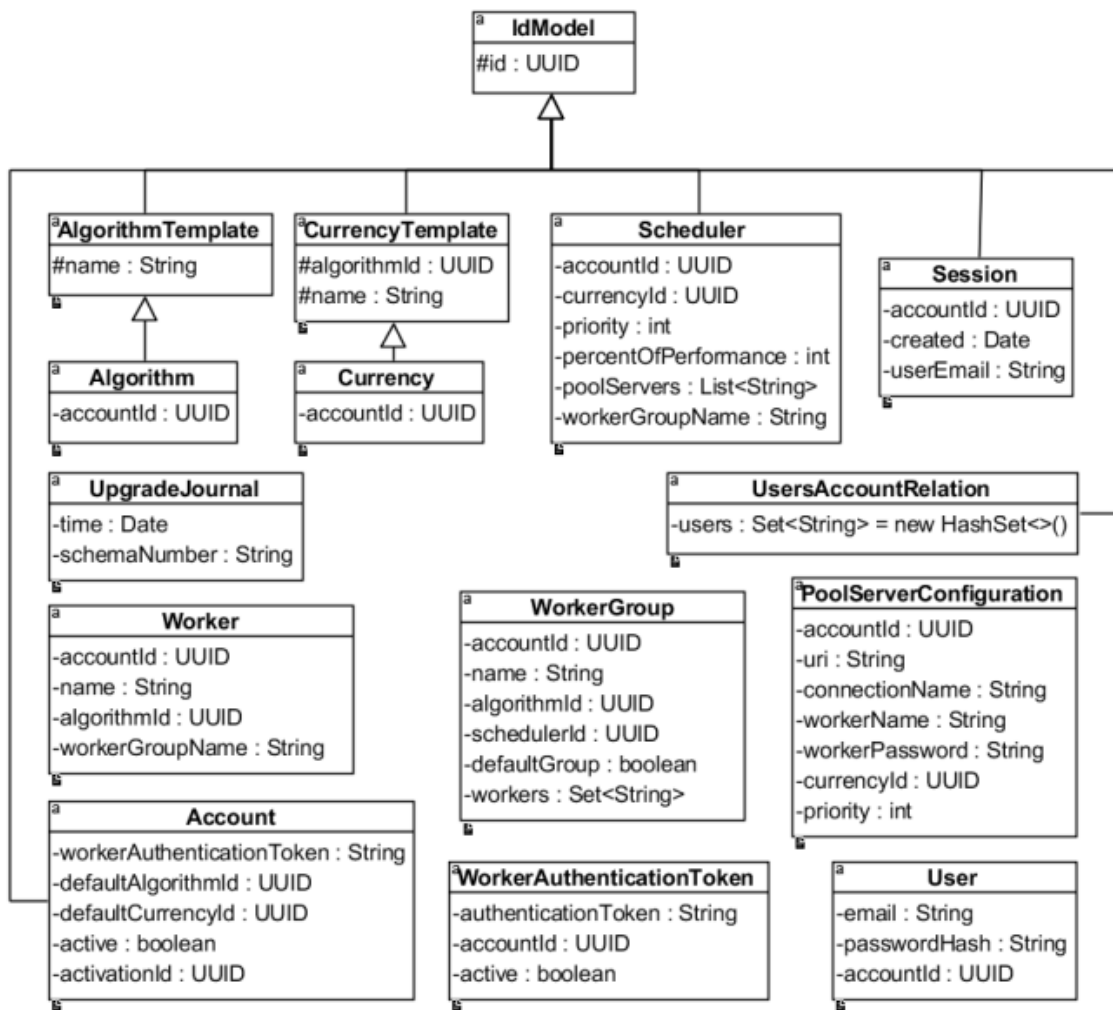 a
IdModel
#id : UUID
a
AlgorithmTemplate
#name : String
a
CurrencyTemplate
#algorithmId : UUID
#name : String
a
Scheduler
-accountId : UUID
-currencyId : UUID
-priority : int
-percentOfPerformance : int
-poolServers : List<String>
-workerGroupName : String
a
Session
-accountId : UUID
-created : Date
-userEmail : String
a
Algorithm
-accountId : UUID
a
Currency
-accountId : UUID
a
UpgradeJournal
-time : Date
-schemaNumber : String
a
UsersAccountRelation
-users : Set<String> = new HashSet<>()
a
Worker
-accountId : UUID
-name : String
-algorithmId : UUID
-workerGroupName : String
a
WorkerGroup
-accountId : UUID
-name : String
-algorithmId : UUID
-schedulerId : UUID
-defaultGroup : boolean
-workers : Set<String>
a
PoolServerConfiguration
-accountId : UUID
-uri : String
-connectionName : String
-workerName : String
-workerPassword : String
-currencyId : UUID
-priority : int
a
Account
-workerAuthenticationToken : String
-defaultAlgorithmId : UUID
-defaultCurrencyId : UUID
-active : boolean
-activationId : UUID
a
WorkerAuthenticationToken
-authenticationToken : String
-accountId : UUID
-active : boolean
a
User
-email : String
-passwordHash : String
-accountId : UUID